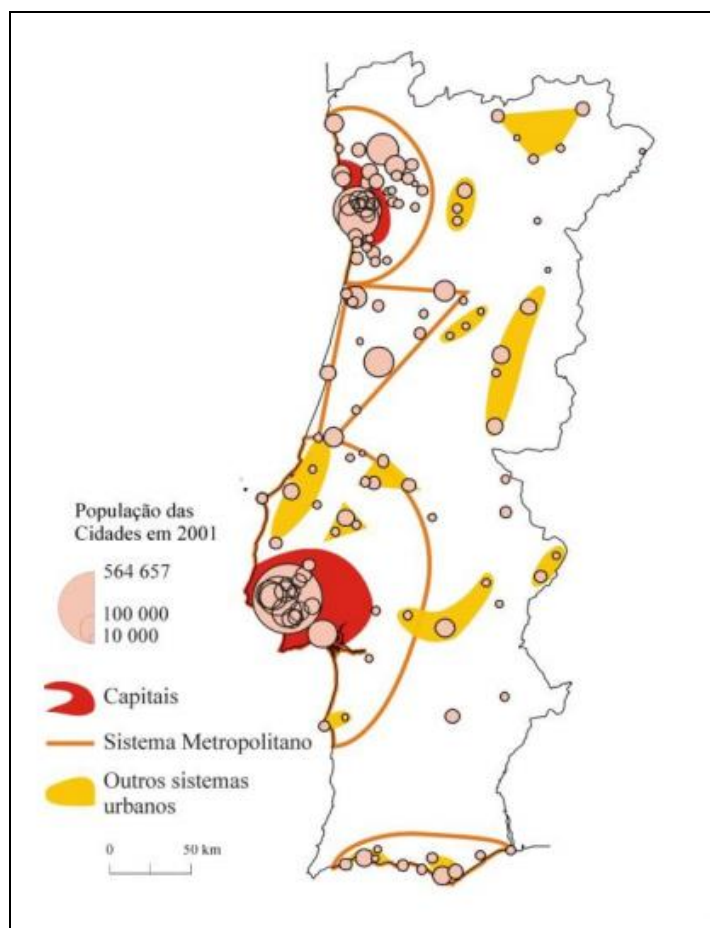 População das
Cidades em 2001
564 657
100 000
10 000
Capitais
Sistema Metropolitano
Outros sistemas
urbanos
0 50 km